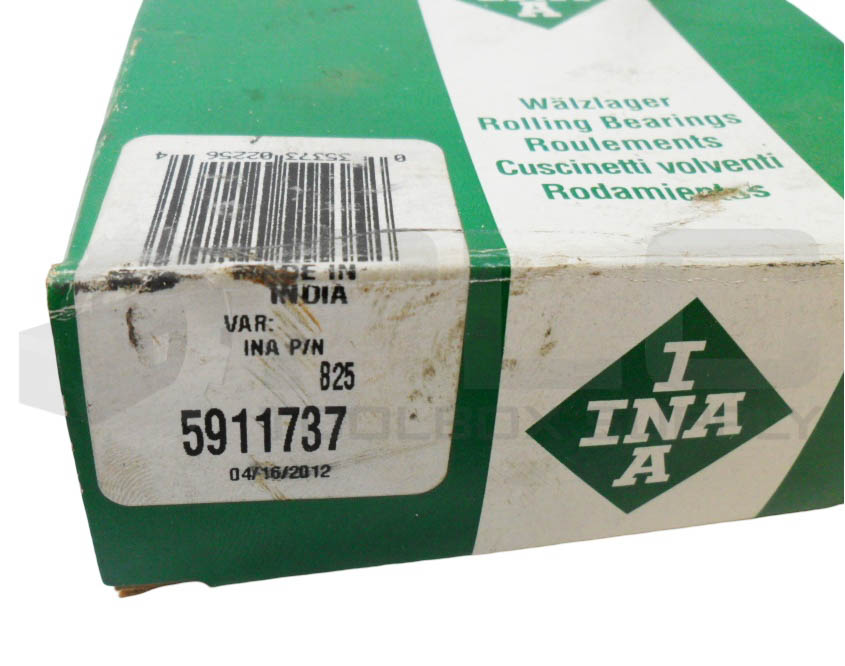 INA
Wälzlager
Rolling Bearings
Roulements
Cuscinetti volventi
Rodamientos
0 35373 02256 4
MADE IN
INDIA
VAR:
INA P/N
B25
5911737
04/16/2012
I
INA
A